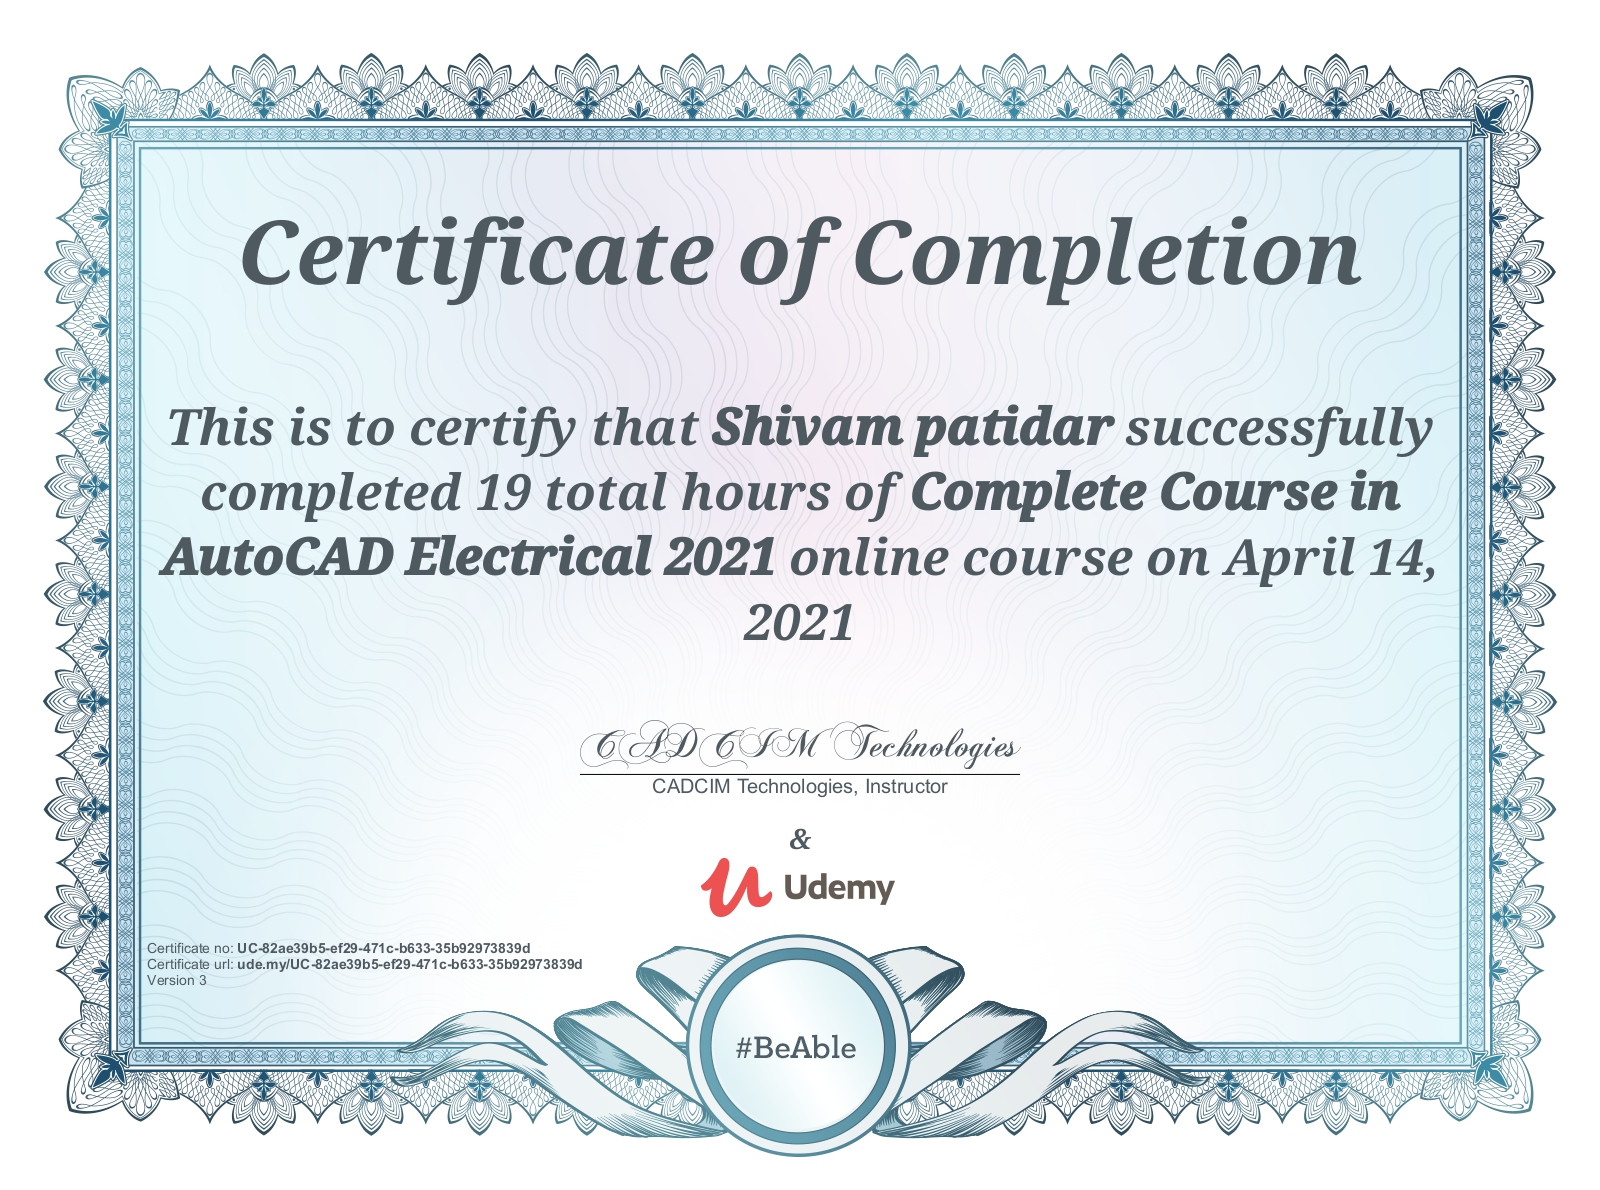 Certificate of Completion
This is to certify that Shivam patidar successfully
completed 19 total hours of Complete Course in
AutoCAD Electrical 2021 online course on April 14,
2021
CADCIM Technologies
CADCIM Technologies, Instructor
&
Udemy
Certificate no: UC-82ae39b5-ef29-471c-b633-35b92973839d
Certificate url: ude.my/UC-82ae39b5-ef29-471c-b633-35b92973839d
Version 3
#BeAble